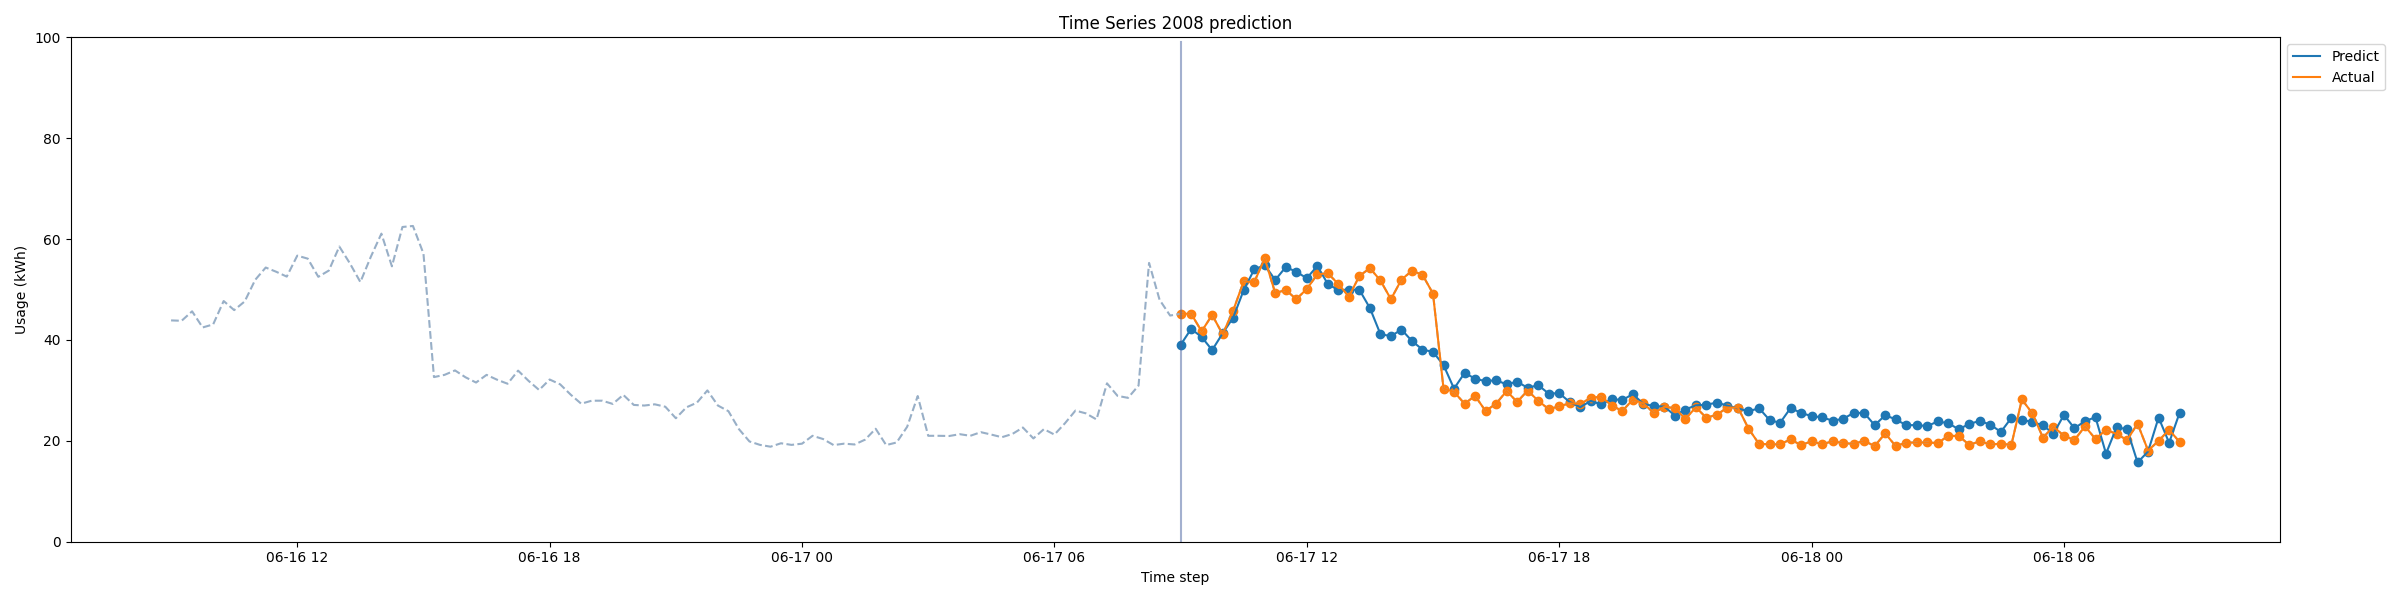 Time Series 2008 prediction
100
80
60
40
20
0
Usage (kWh)
06-16 12
06-16 18
06-17 00
06-17 06
06-17 12
06-17 18
06-18 00
06-18 06
Time step
Predict
Actual